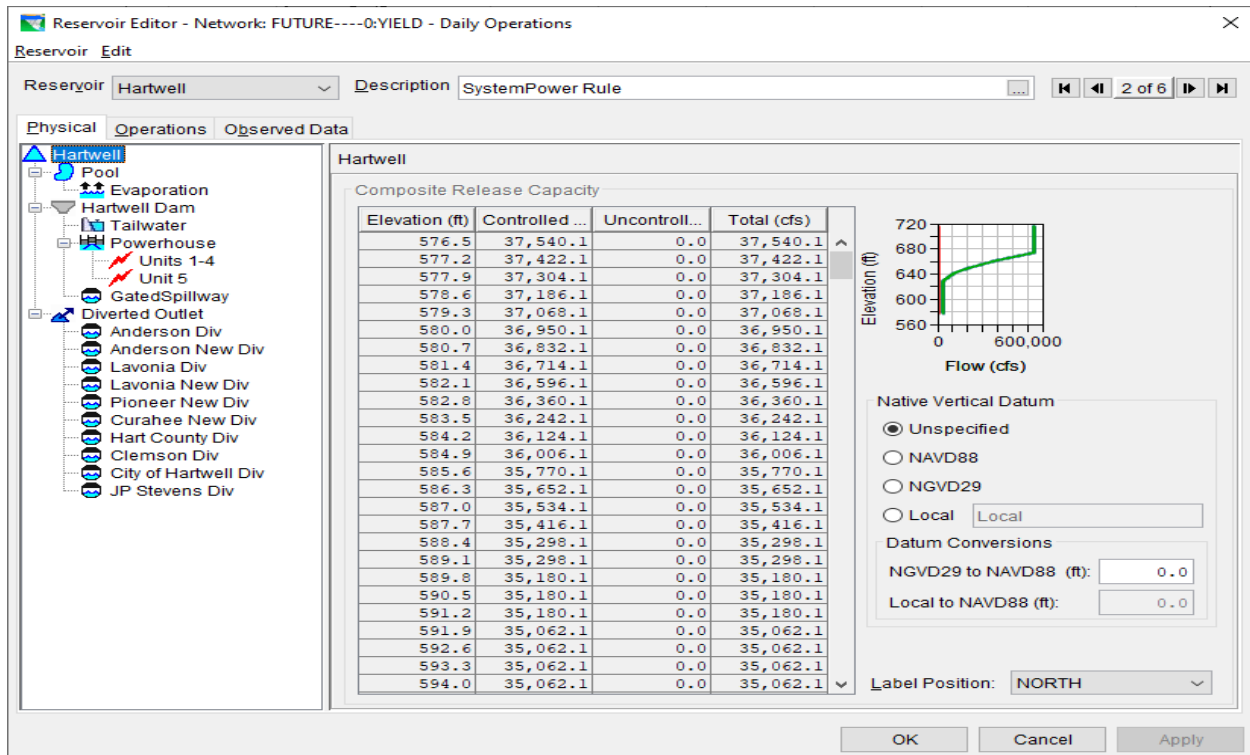 Reservoir Editor - Network: FUTURE----0:YIELD - Daily Operations
Reservoir Edit
Reservoir Hartwell Description SystemPower Rule ... 2 of 6
Physical Operations Observed Data
Hartwell
Pool
Evaporation
Hartwell Dam
Tailwater
Powerhouse
Units 1-4
Unit 5
GatedSpillway
Diverted Outlet
Anderson Div
Anderson New Div
Lavonia Div
Lavonia New Div
Pioneer New Div
Curahee New Div
Hart County Div
Clemson Div
City of Hartwell Div
JP Stevens Div
Hartwell
Composite Release Capacity
Elevation (ft) Controlled ... Uncontroll... Total (cfs)
576.5 37,540.1 0.0 37,540.1
577.2 37,422.1 0.0 37,422.1
577.9 37,304.1 0.0 37,304.1
578.6 37,186.1 0.0 37,186.1
579.3 37,068.1 0.0 37,068.1
580.0 36,950.1 0.0 36,950.1
580.7 36,832.1 0.0 36,832.1
581.4 36,714.1 0.0 36,714.1
582.1 36,596.1 0.0 36,596.1
582.8 36,360.1 0.0 36,360.1
583.5 36,242.1 0.0 36,242.1
584.2 36,124.1 0.0 36,124.1
584.9 36,006.1 0.0 36,006.1
585.6 35,770.1 0.0 35,770.1
586.3 35,652.1 0.0 35,652.1
587.0 35,534.1 0.0 35,534.1
587.7 35,416.1 0.0 35,416.1
588.4 35,298.1 0.0 35,298.1
589.1 35,298.1 0.0 35,298.1
589.8 35,180.1 0.0 35,180.1
590.5 35,180.1 0.0 35,180.1
591.2 35,180.1 0.0 35,180.1
591.9 35,062.1 0.0 35,062.1
592.6 35,062.1 0.0 35,062.1
593.3 35,062.1 0.0 35,062.1
594.0 35,062.1 0.0 35,062.1
Elevation (ft)
720
680
640
600
560
0 600,000
Flow (cfs)
Native Vertical Datum
Unspecified
NAVD88
NGVD29
Local Local
Datum Conversions
NGVD29 to NAVD88 (ft): 0.0
Local to NAVD88 (ft): 0.0
Label Position: NORTH
OK Cancel Apply